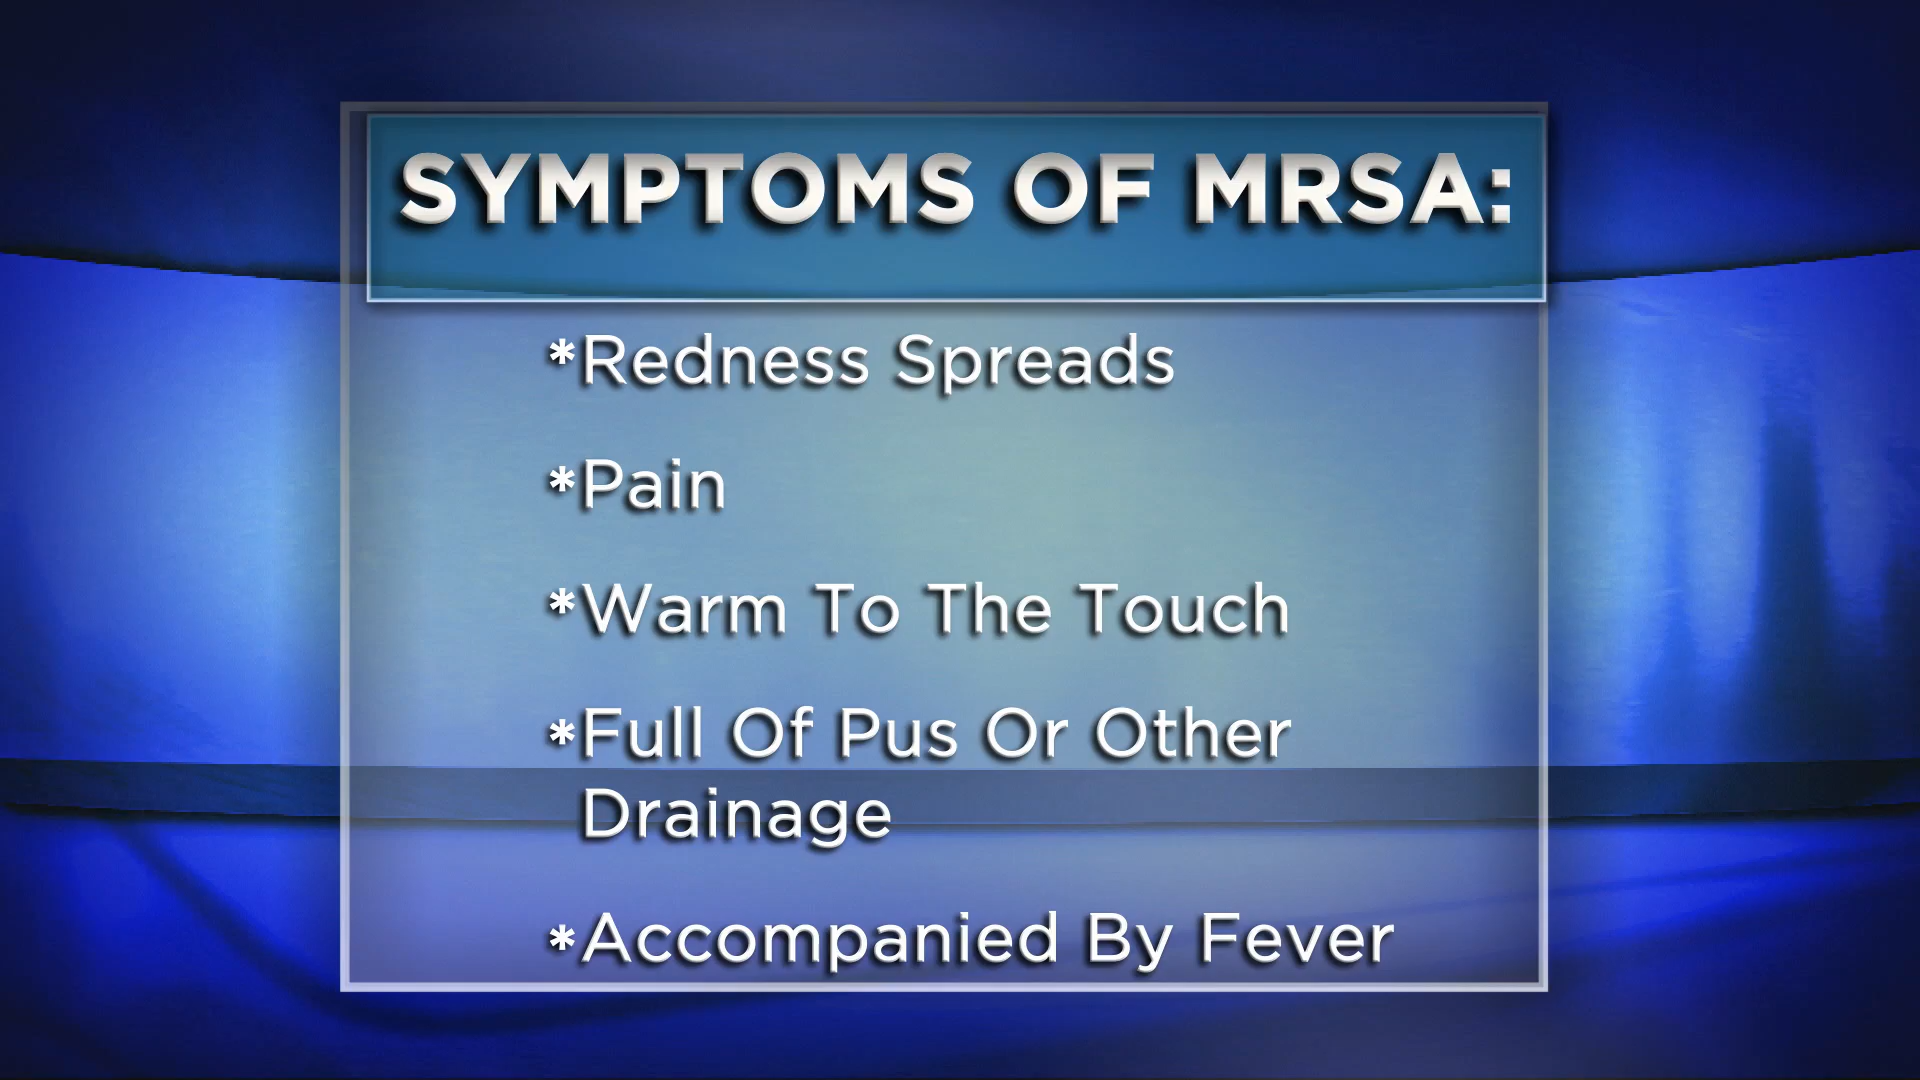 SYMPTOMS OF MRSA:
*Redness Spreads
*Pain
*Warm To The Touch
*Full Of Pus Or Other
Drainage
*Accompanied By Fever